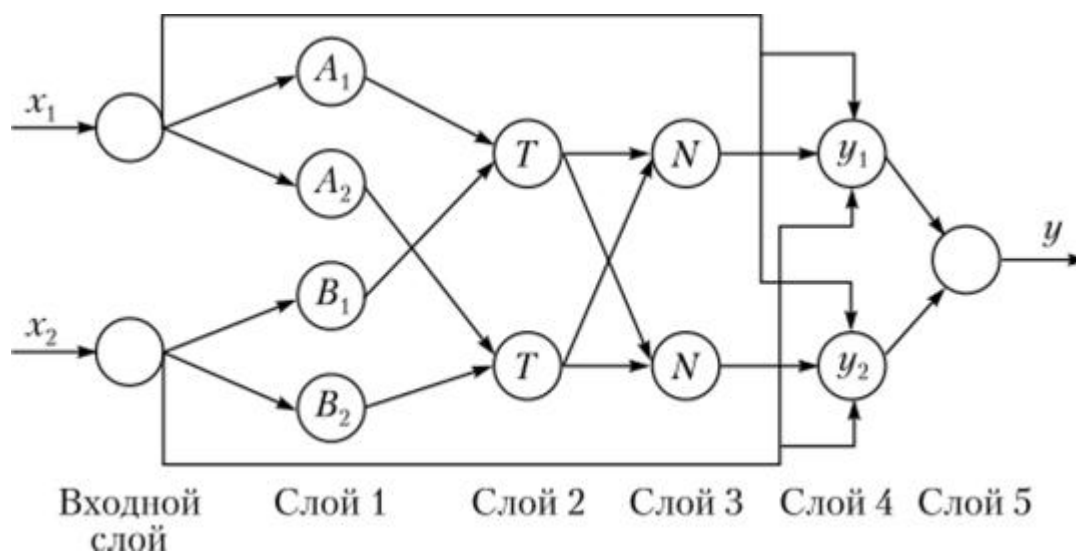 x₁
A₁
A₂
T
N
y₁
x₂
B₁
B₂
T
N
y₂
y
Входной слой
Слой 1
Слой 2
Слой 3
Слой 4
Слой 5